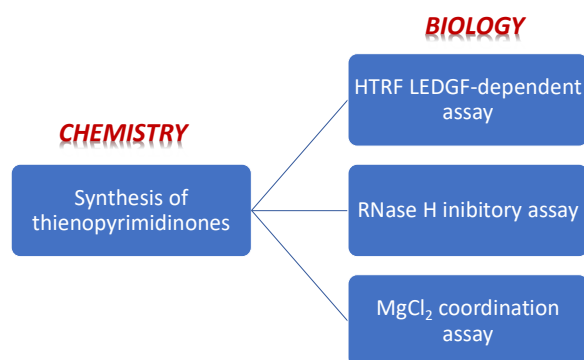 BIOLOGY
HTRF LEDGF-dependent
assay
CHEMISTRY
Synthesis of
thienopyrimidinones
RNase H inibitory assay
MgCl₂ coordination
assay